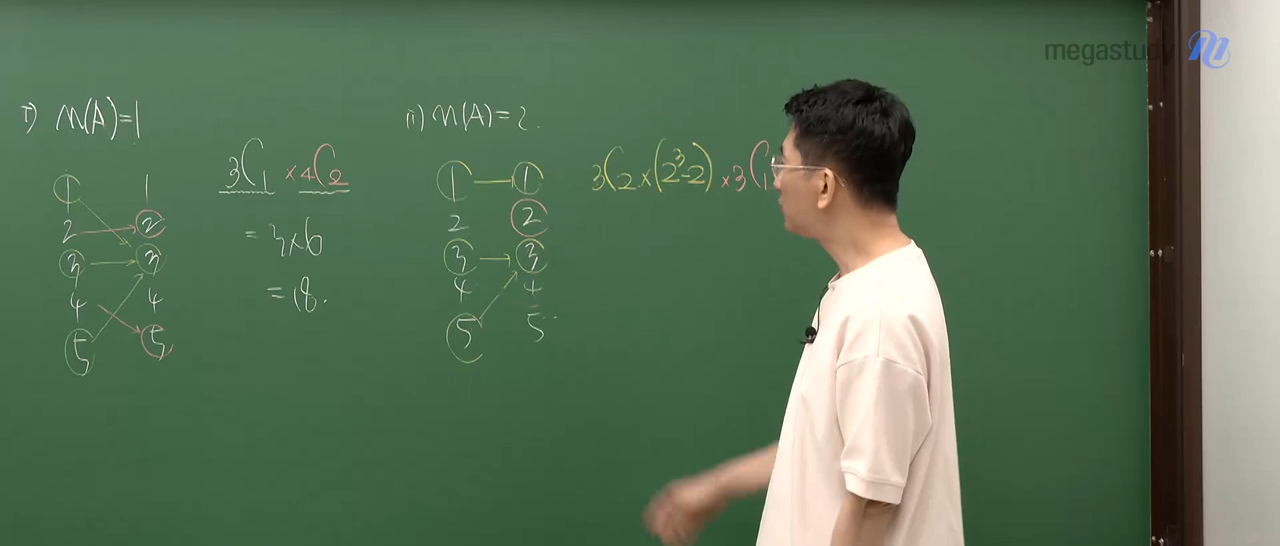 megastudy
i) n(A)=1
1 1
2 2
3 3
4 4
5 5
₃C₁ × ₄C₂
= 3×6
= 18.
ii) n(A)=2.
1 1
2 2
3 3
4 4
5 5
₃C₂ × (2³-2) × ₃C₁